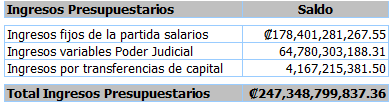 Ingresos Presupuestarios Saldo
Ingresos fijos de la partida salarios ₡178,401,281,267.55
Ingresos variables Poder Judicial 64,780,303,188.31
Ingresos por transferencias de capital 4,167,215,381.50
Total Ingresos Presupuestarios ₡247,348,799,837.36